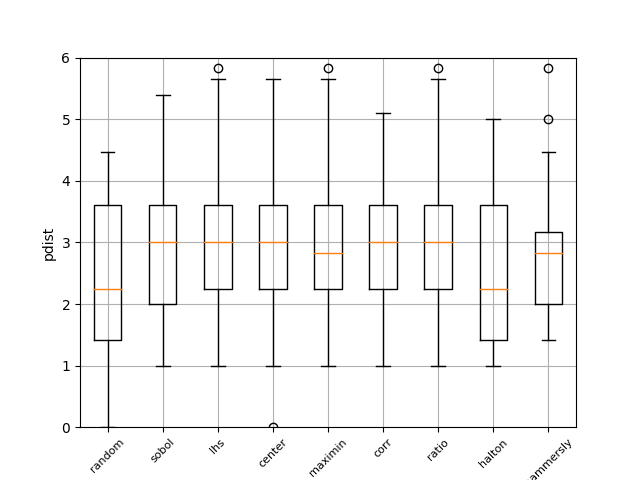 6
5
4
3
2
1
0
pdist
random
sobol
lhs
center
maximin
corr
ratio
halton
ammersly